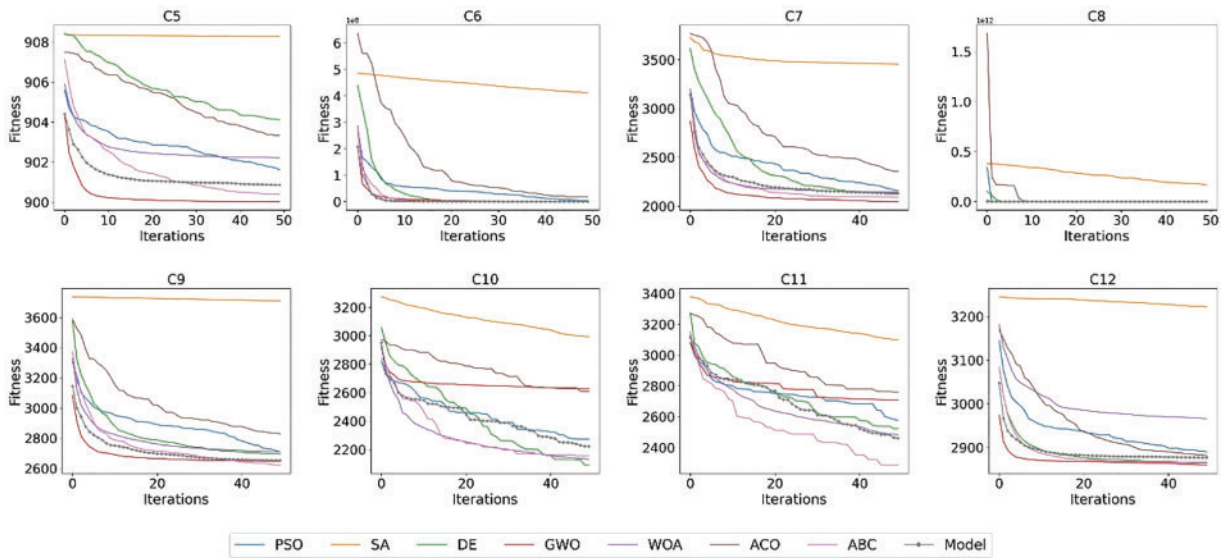 C5 C6 C7 C8
1e8 1e12
908
906
904
902
900
Fitness
0 10 20 30 40 50
Iterations
6
5
4
3
2
1
0
Fitness
0 10 20 30 40 50
Iterations
3500
3000
2500
2000
Fitness
0 10 20 30 40 50
Iterations
1.5
1.0
0.5
0.0
Fitness
0 10 20 30 40 50
Iterations
C9 C10 C11 C12
3600
3400
3200
3000
2800
2600
Fitness
0 20 40
Iterations
3200
3000
2800
2600
2400
2200
Fitness
0 20 40
Iterations
3400
3200
3000
2800
2600
2400
Fitness
0 20 40
Iterations
3200
3100
3000
2900
Fitness
0 20 40
Iterations
PSO SA DE GWO WOA ACO ABC Model